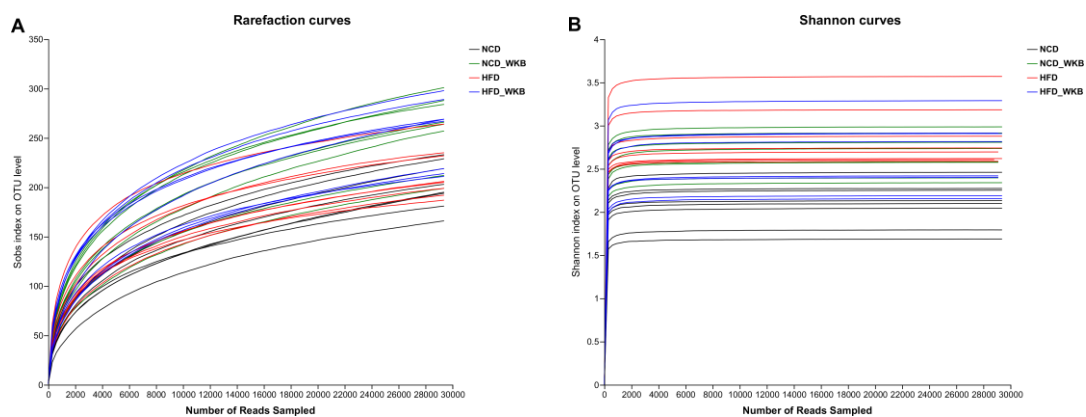 A
Rarefaction curves
350
300
250
200
150
100
50
0
Sobs index on OTU level
0 2000 4000 6000 8000 10000 12000 14000 16000 18000 20000 22000 24000 26000 28000 30000
Number of Reads Sampled
NCD
NCD_WKB
HFD
HFD_WKB
B
Shannon curves
4
3.5
3
2.5
2
1.5
1
0.5
0
Shannon index on OTU level
0 2000 4000 6000 8000 10000 12000 14000 16000 18000 20000 22000 24000 26000 28000 30000
Number of Reads Sampled
NCD
NCD_WKB
HFD
HFD_WKB